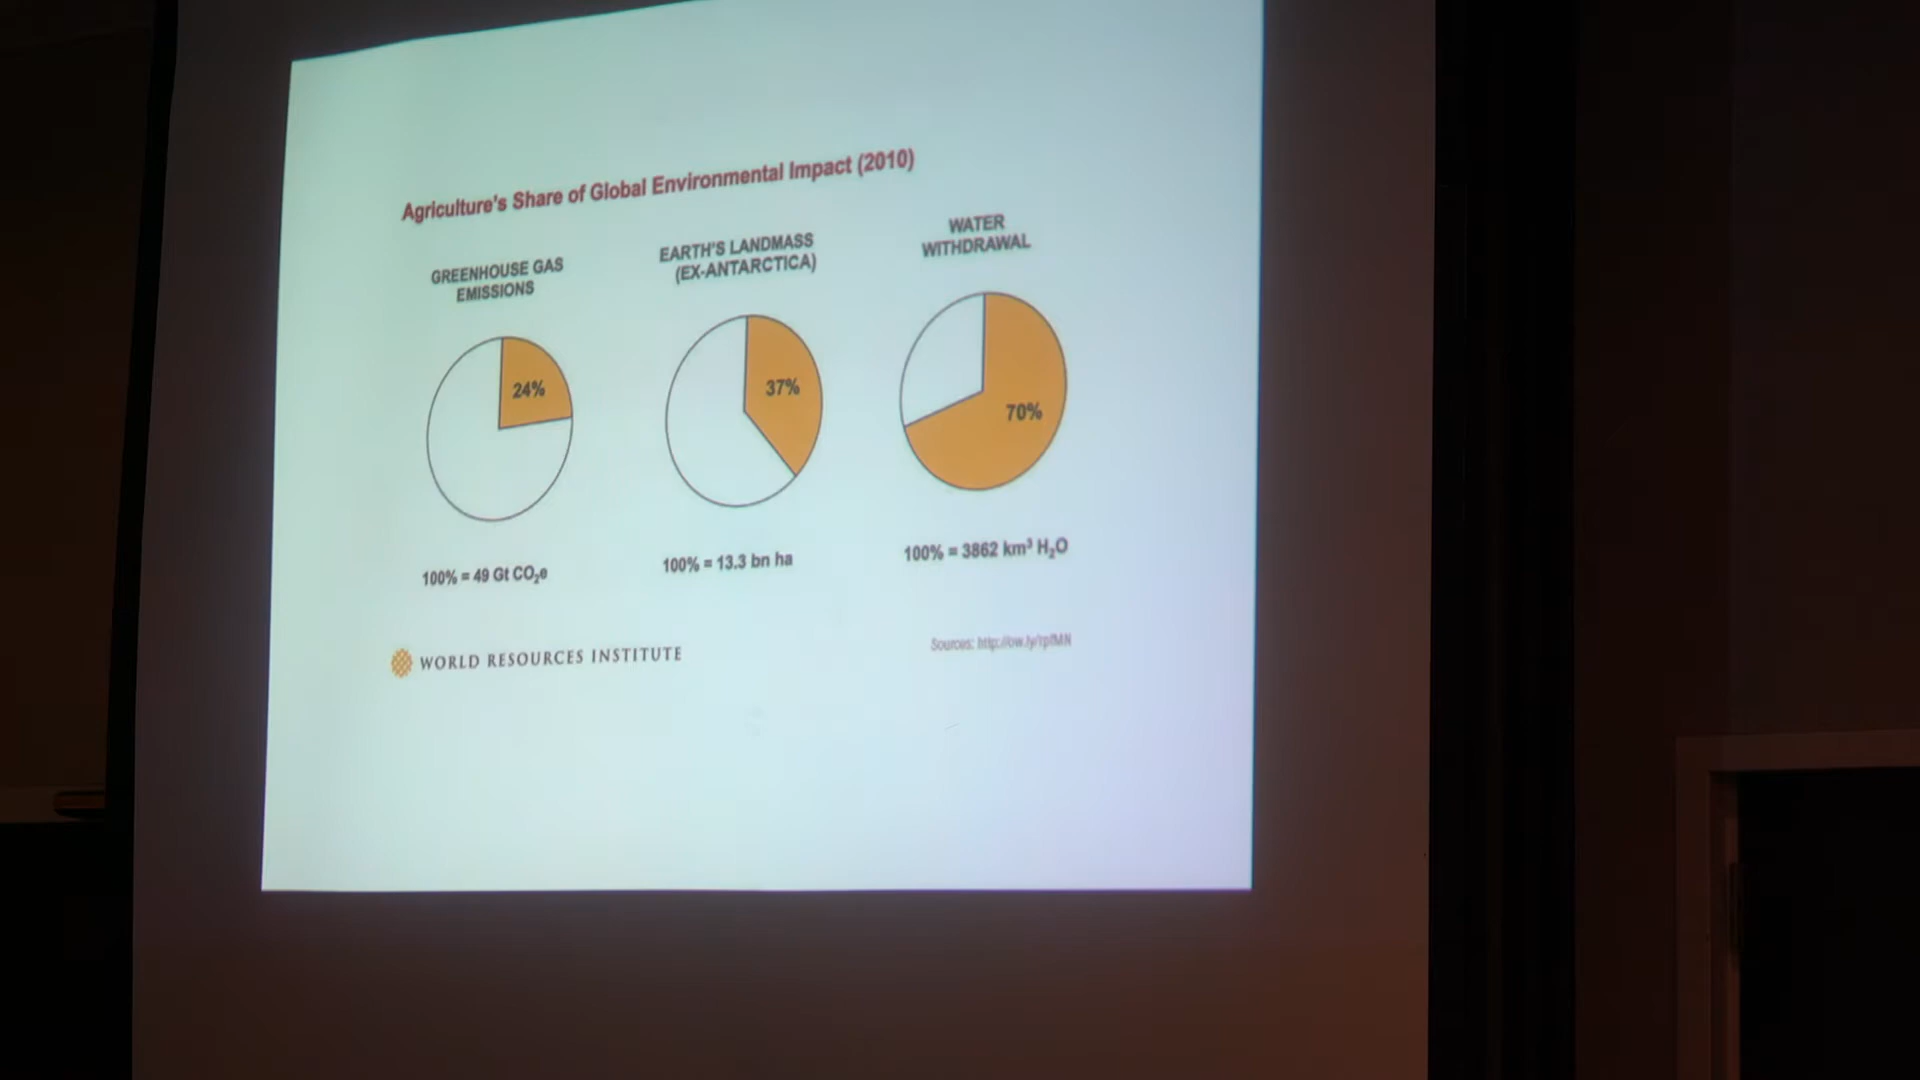 Agriculture's Share of Global Environmental Impact (2010)
GREENHOUSE GAS
EMISSIONS
24%
100% = 49 Gt CO₂e
EARTH'S LANDMASS
(EX-ANTARCTICA)
37%
100% = 13.3 bn ha
WATER
WITHDRAWAL
70%
100% = 3862 km³ H₂O
WORLD RESOURCES INSTITUTE
Sources: